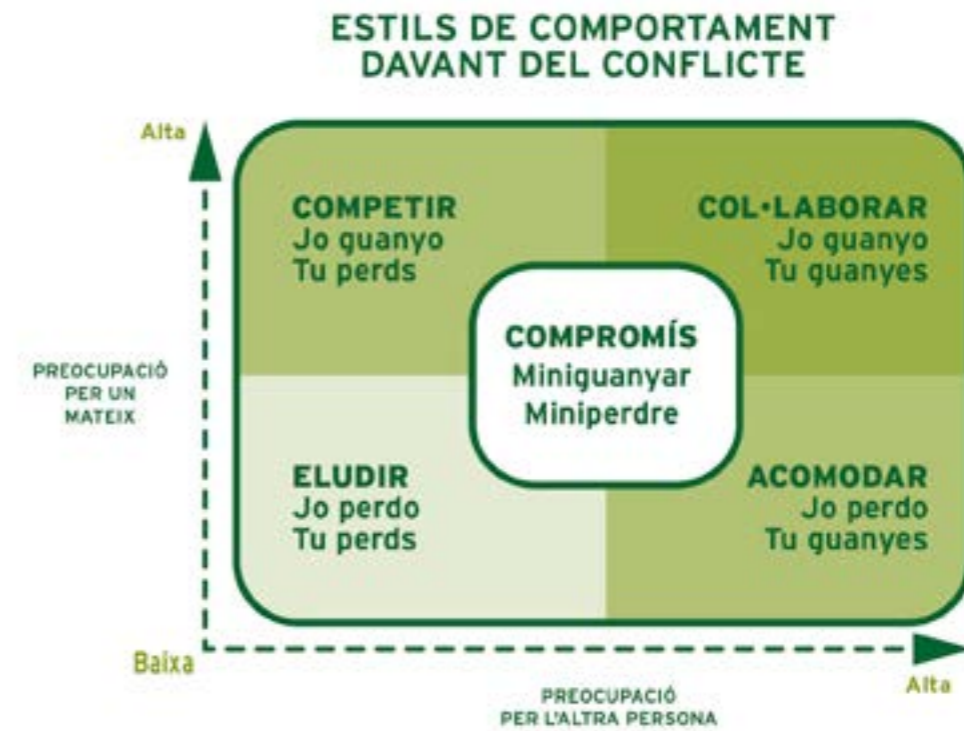 ESTILS DE COMPORTAMENT
DAVANT DEL CONFLICTE
Alta
COMPETIR
Jo guanyo
Tu perds
COL·LABORAR
Jo guanyo
Tu guanyes
COMPROMÍS
Miniguanyar
Miniperdre
PREOCUPACIÓ
PER UN
MATEIX
ELUDIR
Jo perdo
Tu perds
ACOMODAR
Jo perdo
Tu guanyes
Baixa
Alta
PREOCUPACIÓ
PER L'ALTRA PERSONA